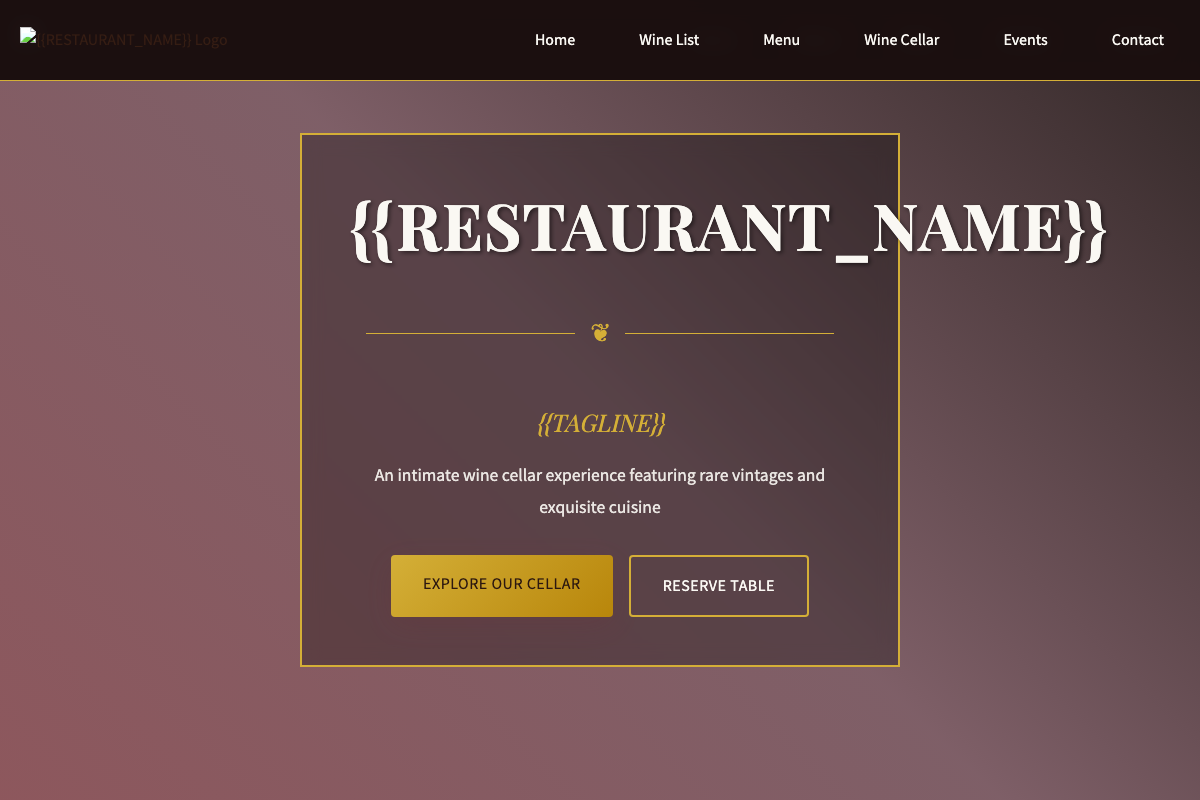 {{RESTAURANT_NAME}} Logo
Home Wine List Menu Wine Cellar Events Contact
{{RESTAURANT_NAME}}
❦
{{TAGLINE}}
An intimate wine cellar experience featuring rare vintages and
exquisite cuisine
EXPLORE OUR CELLAR RESERVE TABLE